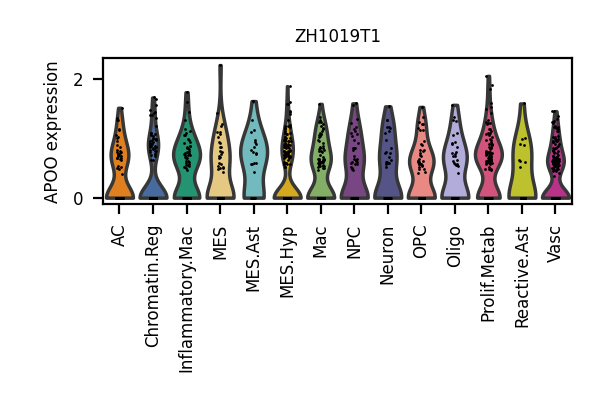 ZH1019T1
APOO expression
2
0
AC
Chromatin.Reg
Inflammatory.Mac
MES
MES.Ast
MES.Hyp
Mac
NPC
Neuron
OPC
Oligo
Prolif.Metab
Reactive.Ast
Vasc